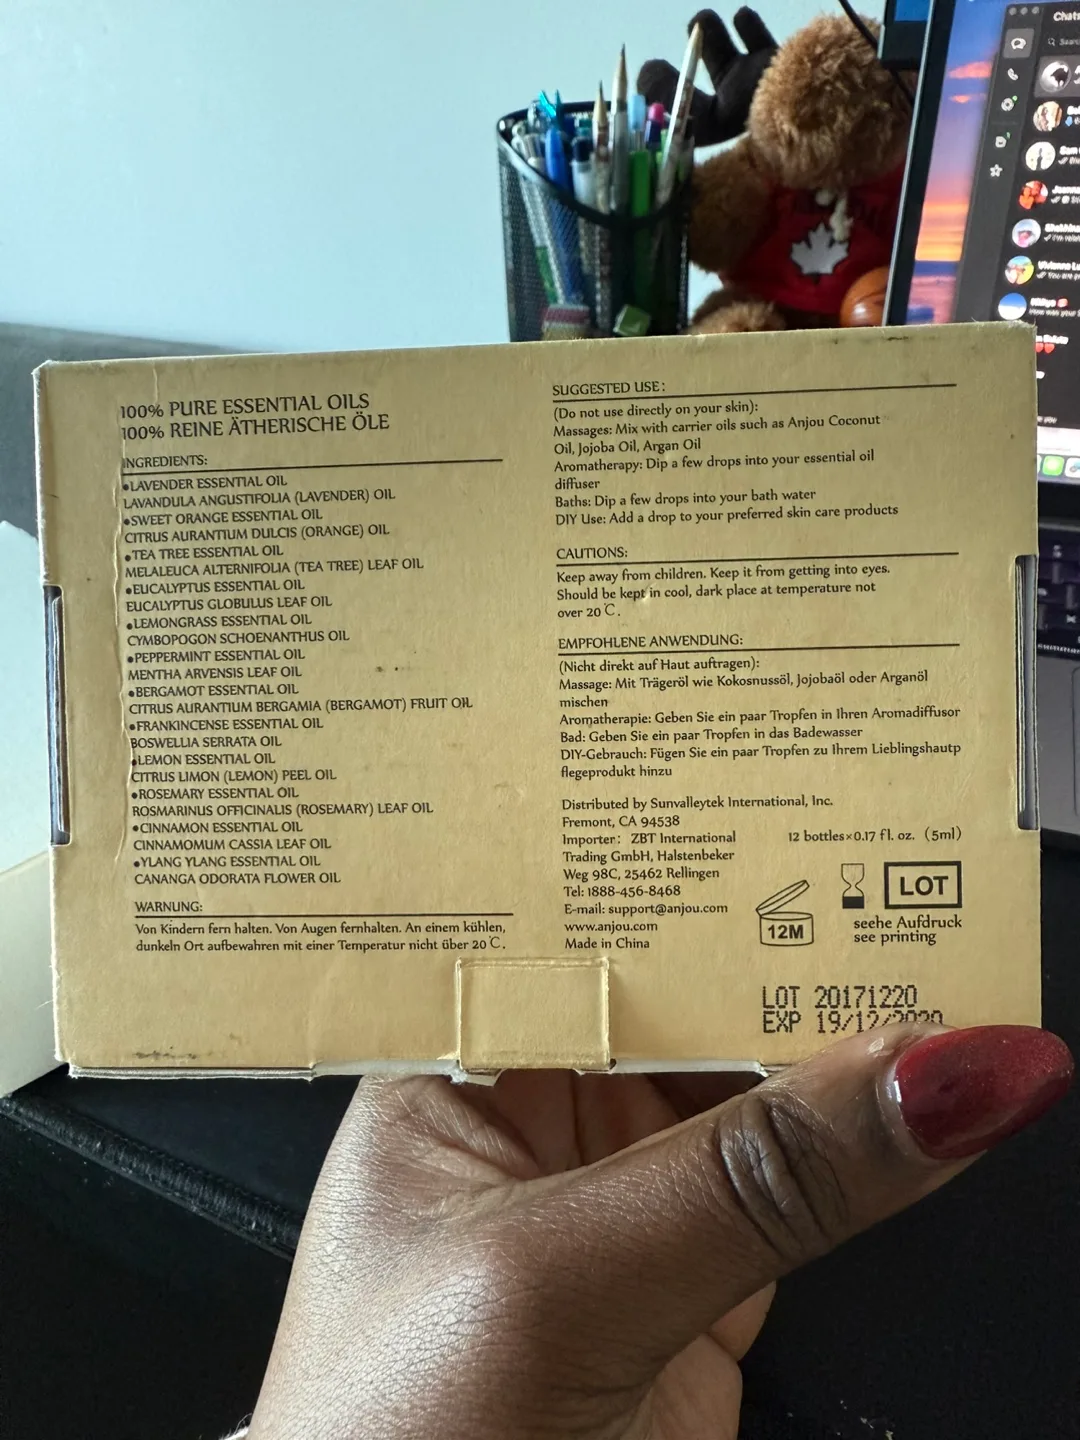 100% PURE ESSENTIAL OILS
100% REINE ÄTHERISCHE ÖLE
INGREDIENTS:
•LAVENDER ESSENTIAL OIL
LAVANDULA ANGUSTIFOLIA (LAVENDER) OIL
•SWEET ORANGE ESSENTIAL OIL
CITRUS AURANTIUM DULCIS (ORANGE) OIL
•TEA TREE ESSENTIAL OIL
MELALEUCA ALTERNIFOLIA (TEA TREE) LEAF OIL
•EUCALYPTUS ESSENTIAL OIL
EUCALYPTUS GLOBULUS LEAF OIL
•LEMONGRASS ESSENTIAL OIL
CYMBOPOGON SCHOENANTHUS OIL
•PEPPERMINT ESSENTIAL OIL
MENTHA ARVENSIS LEAF OIL
•BERGAMOT ESSENTIAL OIL
CITRUS AURANTIUM BERGAMIA (BERGAMOT) FRUIT OIL
•FRANKINCENSE ESSENTIAL OIL
BOSWELLIA SERRATA OIL
•LEMON ESSENTIAL OIL
CITRUS LIMON (LEMON) PEEL OIL
•ROSEMARY ESSENTIAL OIL
ROSMARINUS OFFICINALIS (ROSEMARY) LEAF OIL
•CINNAMON ESSENTIAL OIL
CINNAMOMUM CASSIA LEAF OIL
•YLANG YLANG ESSENTIAL OIL
CANANGA ODORATA FLOWER OIL
WARNUNG:
Von Kindern fern halten. Von Augen fernhalten. An einem kühlen,
dunkeln Ort aufbewahren mit einer Temperatur nicht über 20℃.
SUGGESTED USE:
(Do not use directly on your skin):
Massages: Mix with carrier oils such as Anjou Coconut
Oil, Jojoba Oil, Argan Oil
Aromatherapy: Dip a few drops into your essential oil
diffuser
Baths: Dip a few drops into your bath water
DIY Use: Add a drop to your preferred skin care products
CAUTIONS:
Keep away from children. Keep it from getting into eyes.
Should be kept in cool, dark place at temperature not
over 20℃.
EMPFOHLENE ANWENDUNG:
(Nicht direkt auf Haut auftragen):
Massage: Mit Trägeröl wie Kokosnussöl, Jojobaöl oder Arganöl
mischen
Aromatherapie: Geben Sie ein paar Tropfen in Ihren Aromadiffusor
Bad: Geben Sie ein paar Tropfen in das Badewasser
DIY-Gebrauch: Fügen Sie ein paar Tropfen zu Ihrem Lieblingshautp
flegeprodukt hinzu
Distributed by Sunvalleytek International, Inc.
Fremont, CA 94538
Importer: ZBT International
Trading GmbH, Halstenbeker
Weg 98C, 25462 Rellingen
Tel: 1888-456-8468
E-mail: support@anjou.com
www.anjou.com
Made in China
12 bottles×0.17 fl. oz. (5ml)
12M
LOT
seehe Aufdruck
see printing
LOT 20171220
EXP 19/12/2020
Chats